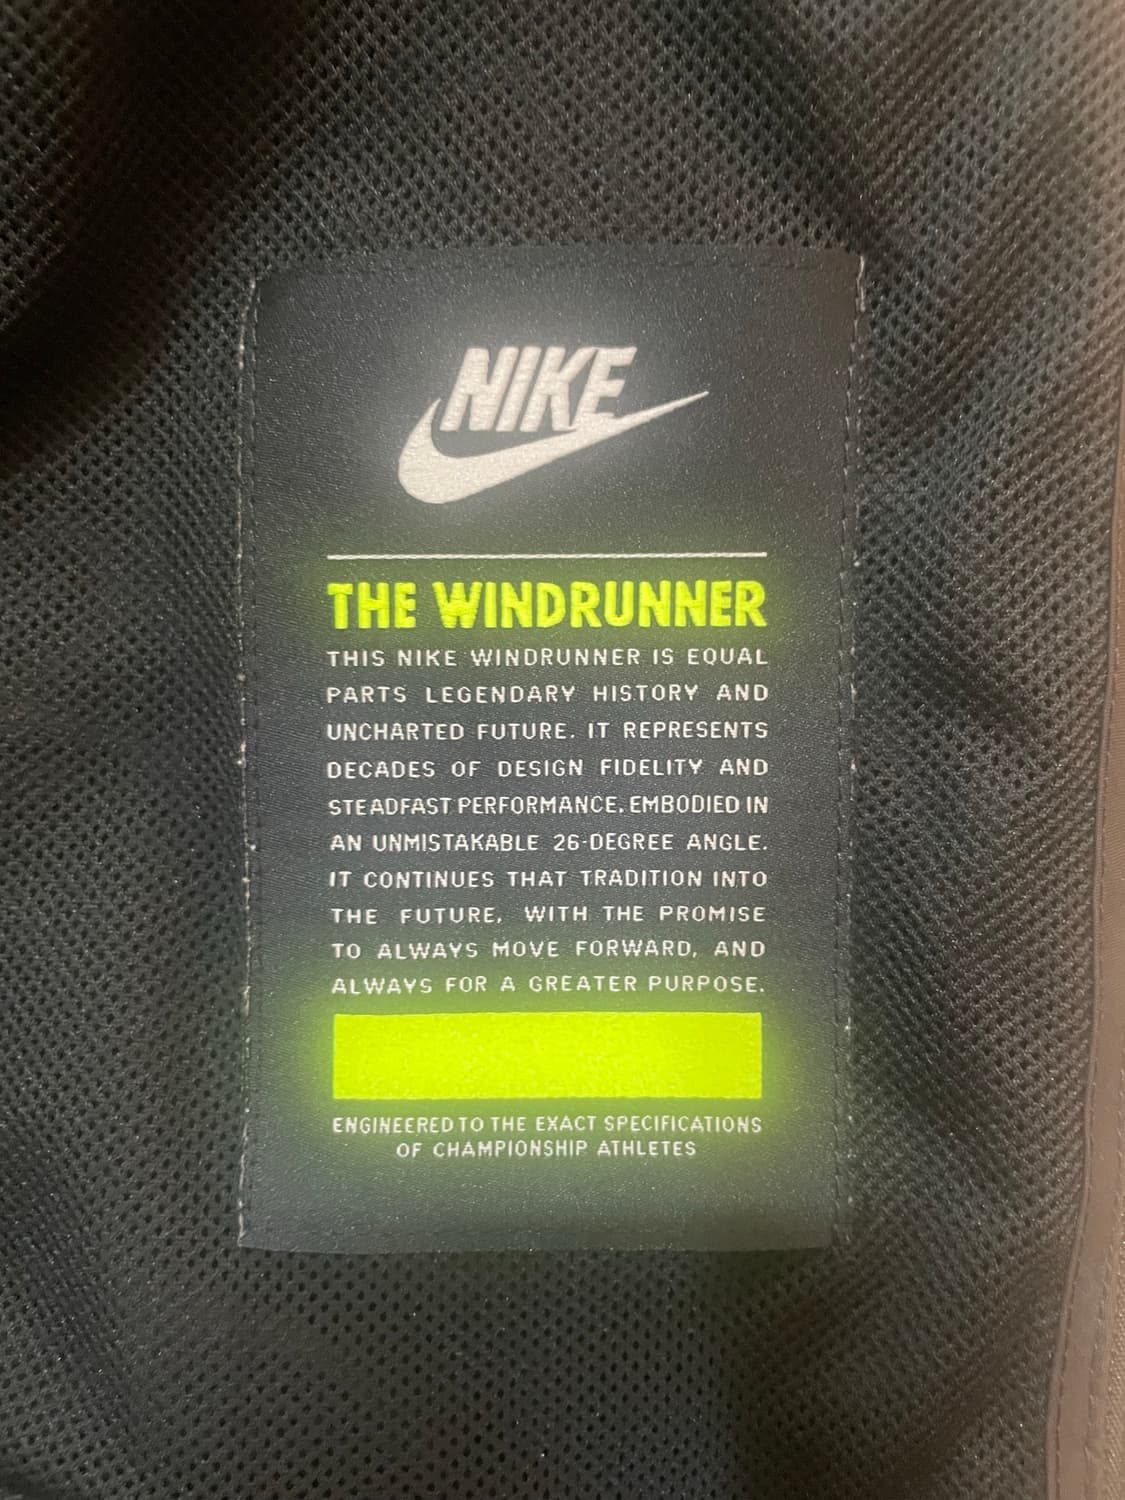 NIKE
THE WINDRUNNER
THIS NIKE WINDRUNNER IS EQUAL
PARTS LEGENDARY HISTORY AND
UNCHARTED FUTURE. IT REPRESENTS
DECADES OF DESIGN FIDELITY AND
STEADFAST PERFORMANCE, EMBODIED IN
AN UNMISTAKABLE 26-DEGREE ANGLE.
IT CONTINUES THAT TRADITION INTO
THE FUTURE, WITH THE PROMISE
TO ALWAYS MOVE FORWARD, AND
ALWAYS FOR A GREATER PURPOSE.
ENGINEERED TO THE EXACT SPECIFICATIONS
OF CHAMPIONSHIP ATHLETES